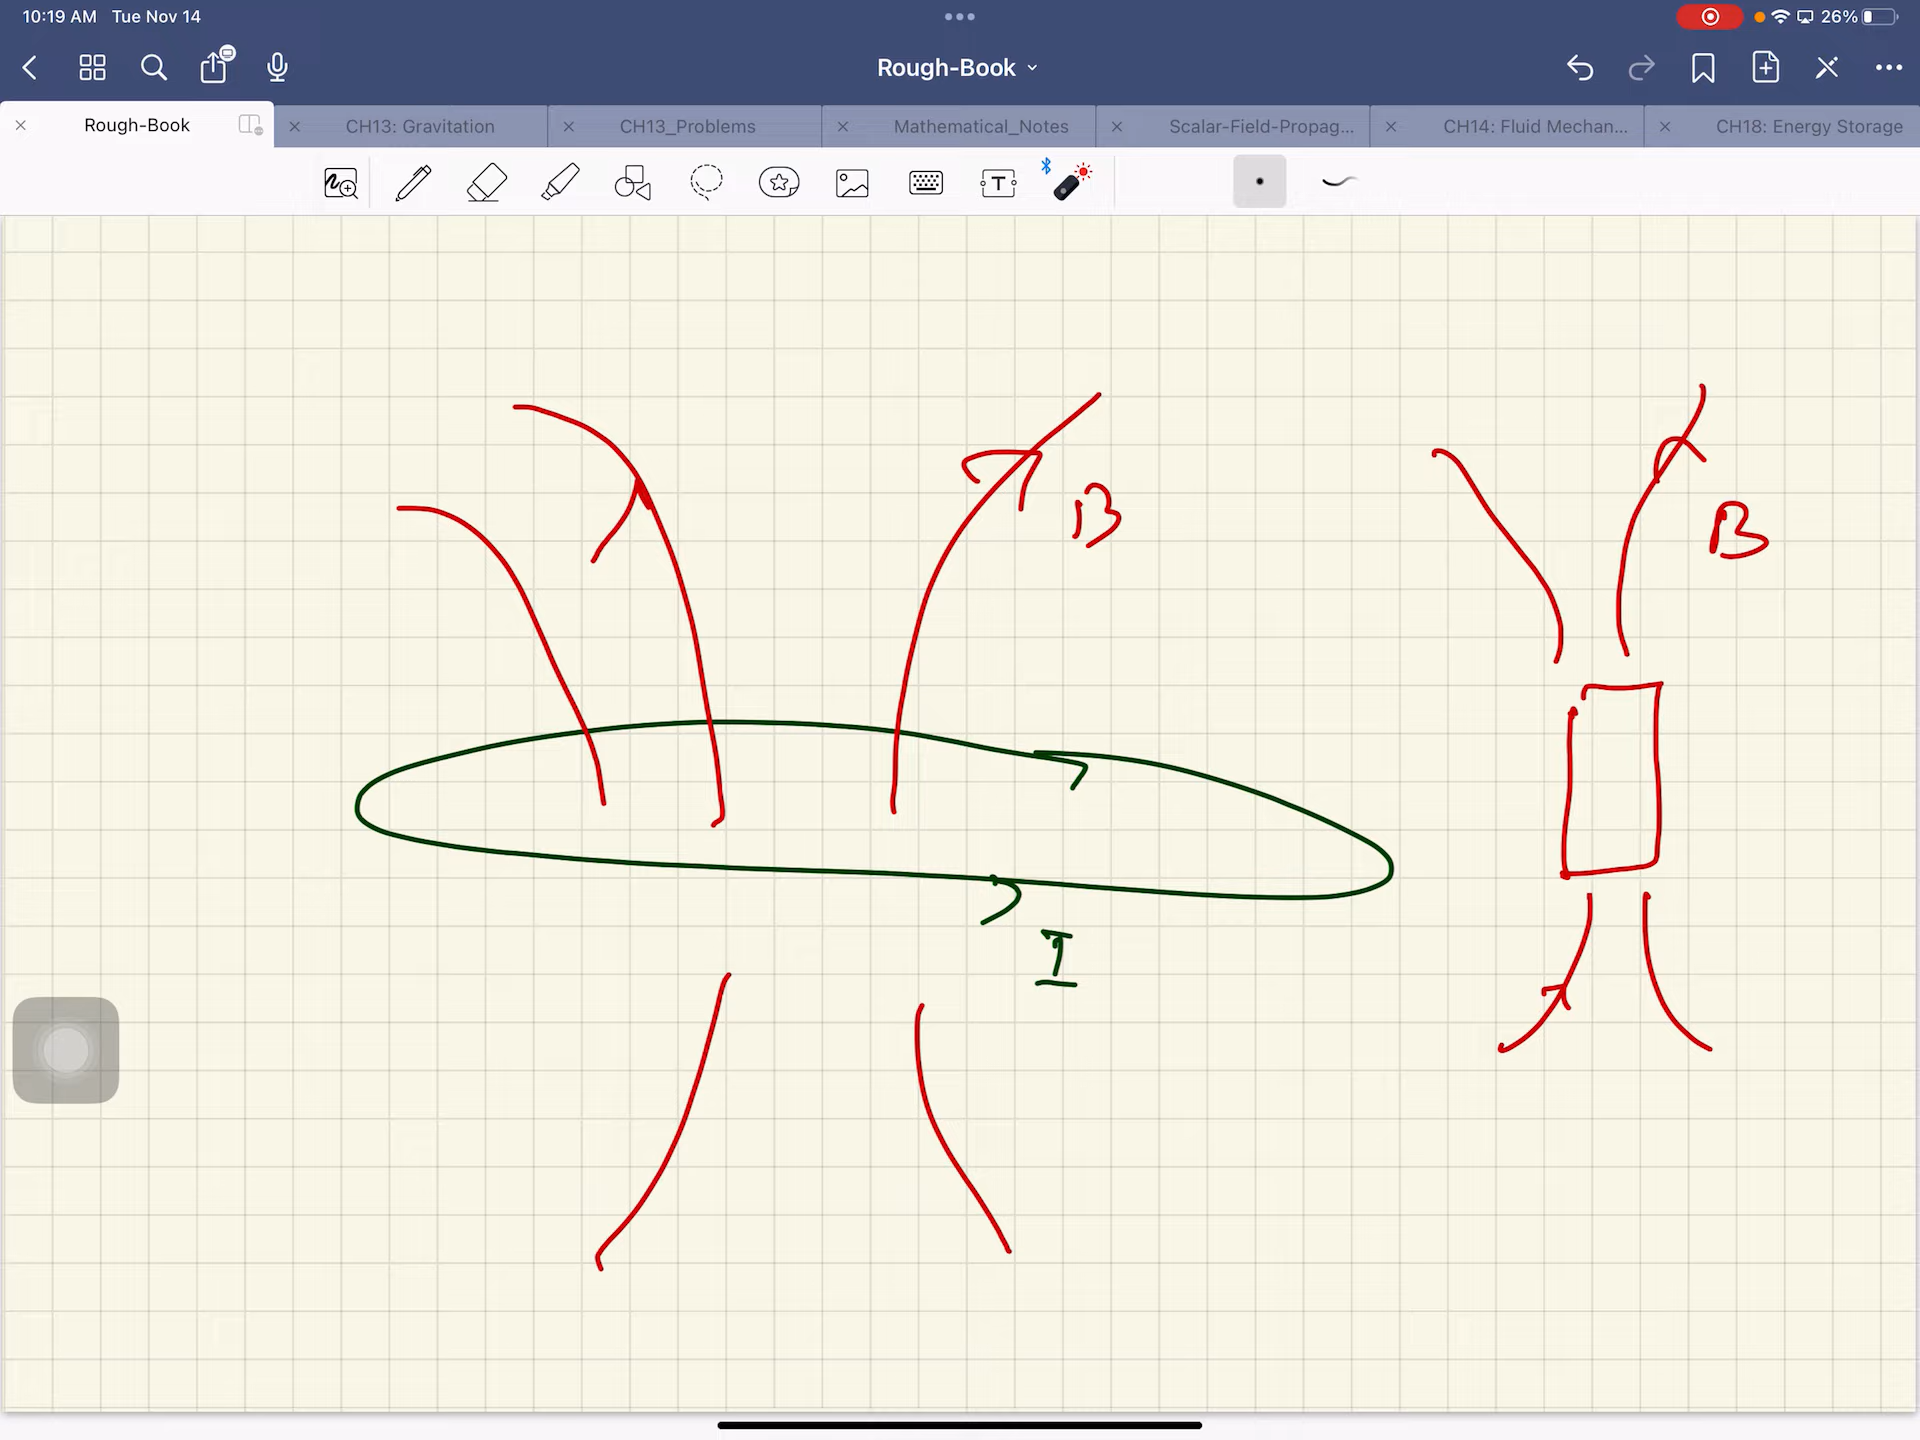 10:19 AM Tue Nov 14
26%
Rough-Book
Rough-Book
CH13: Gravitation
CH13_Problems
Mathematical_Notes
Scalar-Field-Propag...
CH14: Fluid Mechan...
CH18: Energy Storage
T
B
B
I